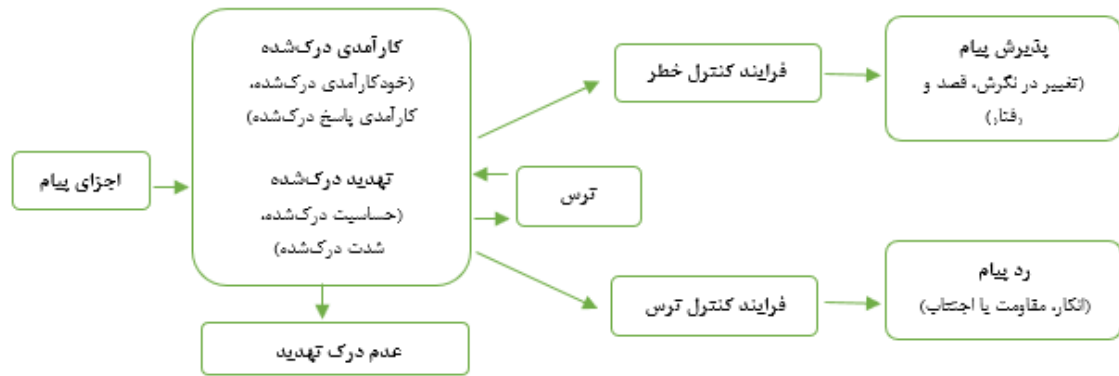 اجزای پیام
کارآمدی درک‌شده
(خودکارآمدی درک‌شده،
کارآمدی پاسخ درک‌شده)
تهدید درک‌شده
(حساسیت درک‌شده،
شدت درک‌شده)
عدم درک تهدید
ترس
فرایند کنترل خطر
پذیرش پیام
(تغییر در نگرش، قصد و
رفتار)
فرایند کنترل ترس
رد پیام
(انکار، مقاومت یا اجتناب)